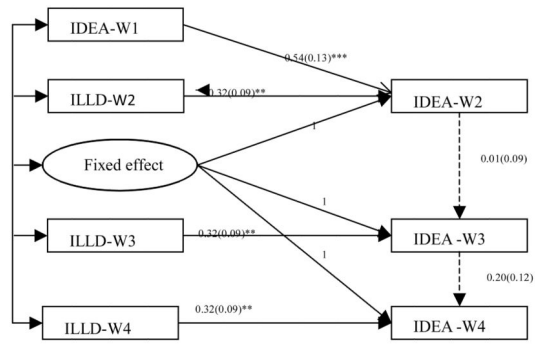 IDEA-W1
0.54(0.13)***
ILLD-W2
0.32(0.09)**
IDEA-W2
1
Fixed effect
0.01(0.09)
1
ILLD-W3
0.32(0.09)**
IDEA -W3
1
0.20(0.12)
0.32(0.09)**
ILLD-W4
IDEA -W4